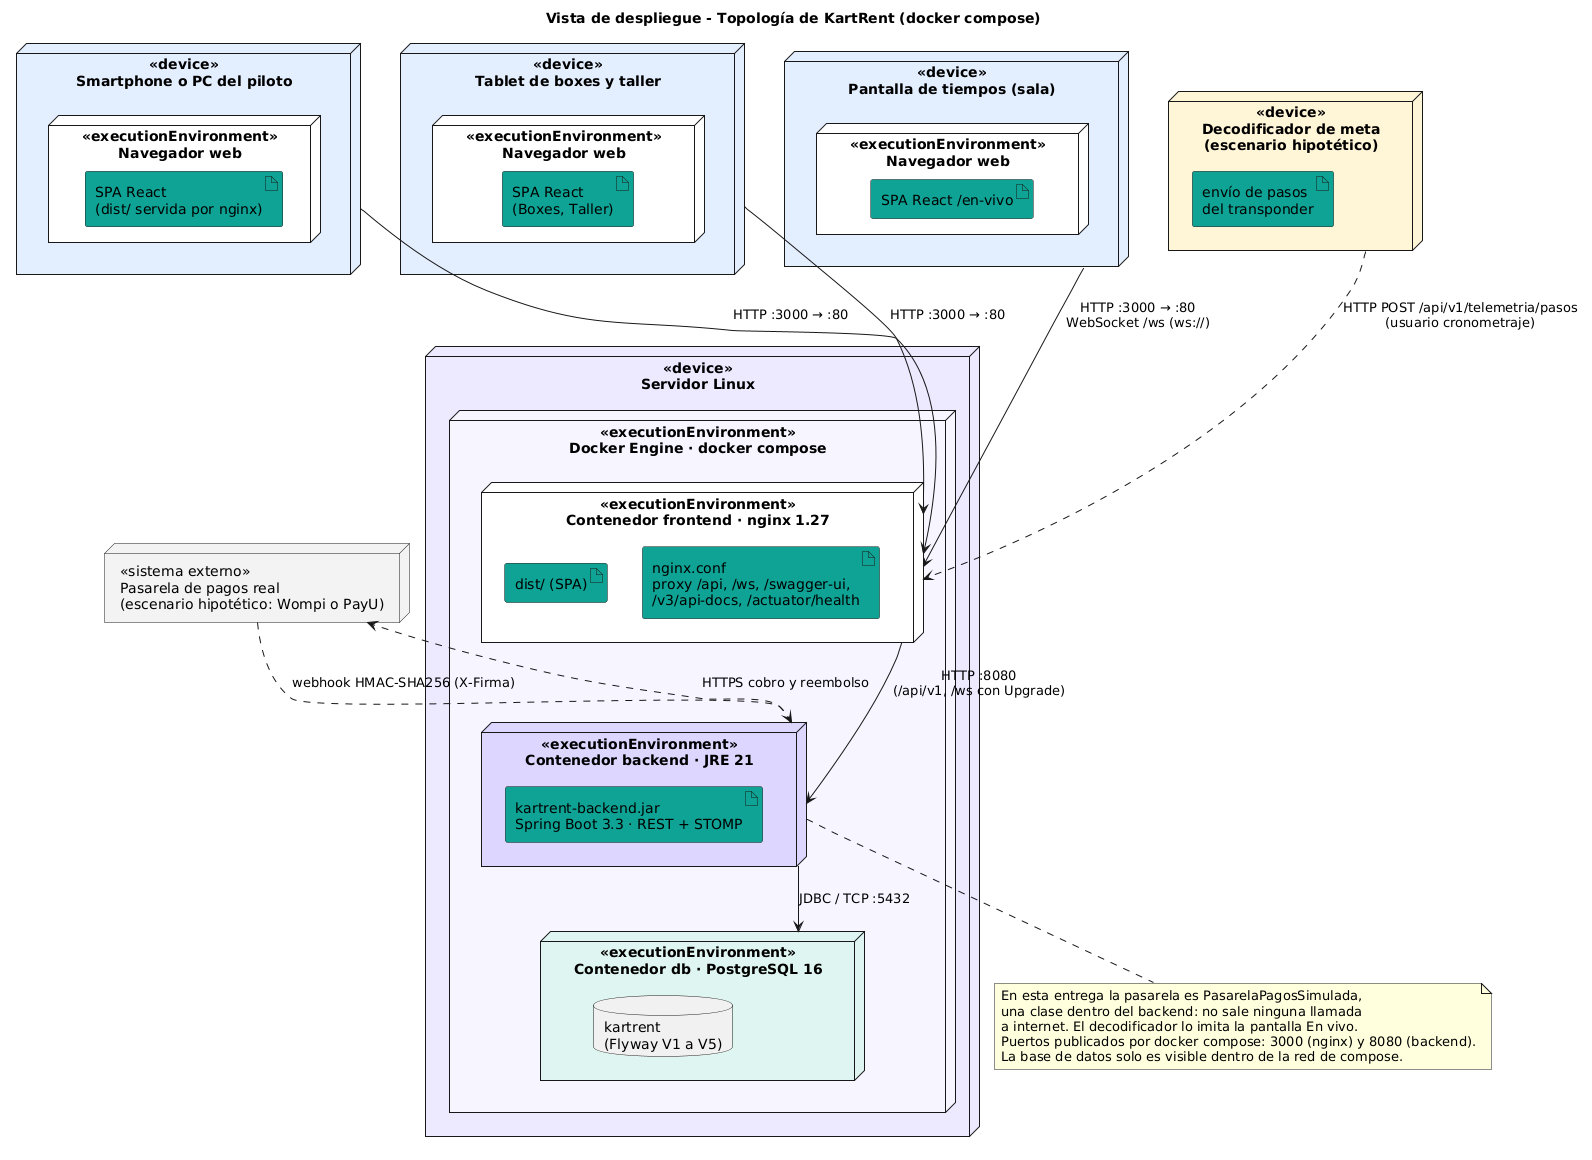 Vista de despliegue - Topología de KartRent (docker compose)
«device»
Smartphone o PC del piloto
«executionEnvironment»
Navegador web
SPA React
(dist/ servida por nginx)
«device»
Tablet de boxes y taller
«executionEnvironment»
Navegador web
SPA React
(Boxes, Taller)
«device»
Pantalla de tiempos (sala)
«executionEnvironment»
Navegador web
SPA React /en-vivo
«device»
Decodificador de meta
(escenario hipotético)
envío de pasos
del transponder
HTTP :3000 → :80
HTTP :3000 → :80
HTTP :3000 → :80
WebSocket /ws (ws://)
HTTP POST /api/v1/telemetria/pasos
(usuario cronometraje)
«device»
Servidor Linux
«executionEnvironment»
Docker Engine · docker compose
«executionEnvironment»
Contenedor frontend · nginx 1.27
dist/ (SPA)
nginx.conf
proxy /api, /ws, /swagger-ui,
/v3/api-docs, /actuator/health
«sistema externo»
Pasarela de pagos real
(escenario hipotético: Wompi o PayU)
webhook HMAC-SHA256 (X-Firma)
HTTPS cobro y reembolso
HTTP :8080
(/api/v1, /ws con Upgrade)
«executionEnvironment»
Contenedor backend · JRE 21
kartrent-backend.jar
Spring Boot 3.3 · REST + STOMP
JDBC / TCP :5432
«executionEnvironment»
Contenedor db · PostgreSQL 16
kartrent
(Flyway V1 a V5)
En esta entrega la pasarela es PasarelaPagosSimulada,
una clase dentro del backend: no sale ninguna llamada
a internet. El decodificador lo imita la pantalla En vivo.
Puertos publicados por docker compose: 3000 (nginx) y 8080 (backend).
La base de datos solo es visible dentro de la red de compose.